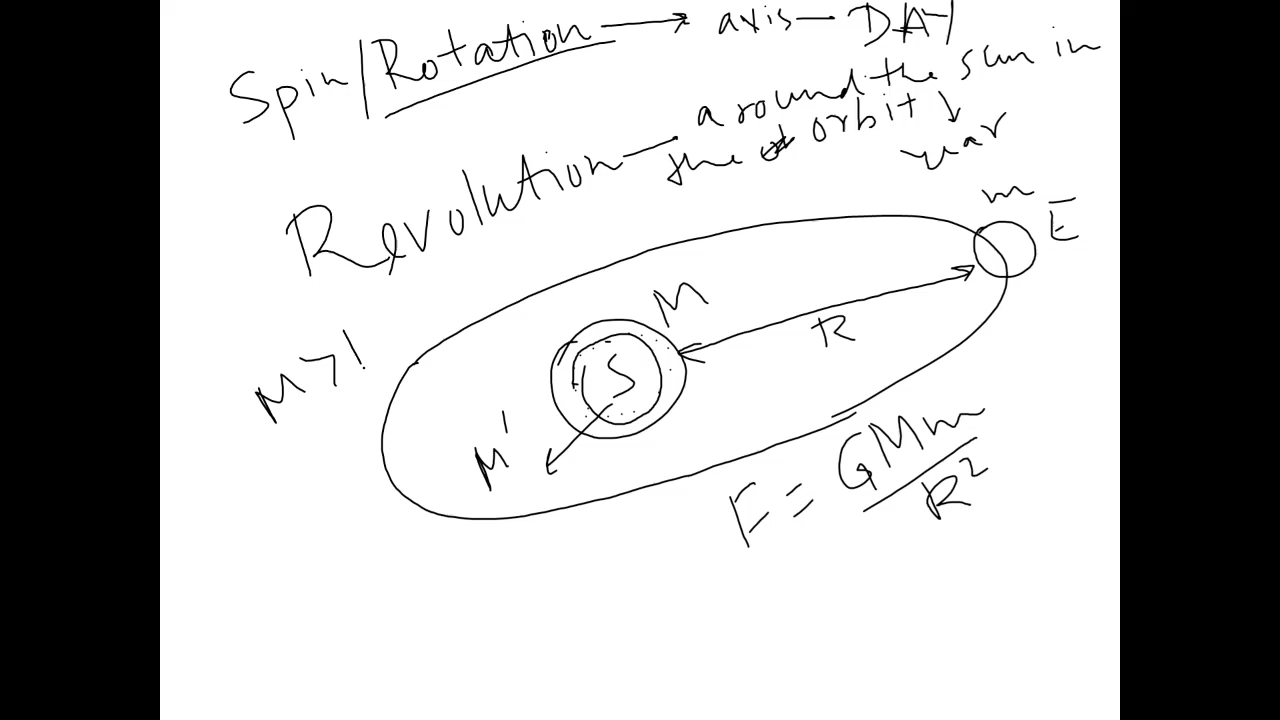 Spin/Rotation → axis — DAY
Revolution — around the sun in
the orbit ↓
year
m
E
M
R
S
M'
F = GMm
R²